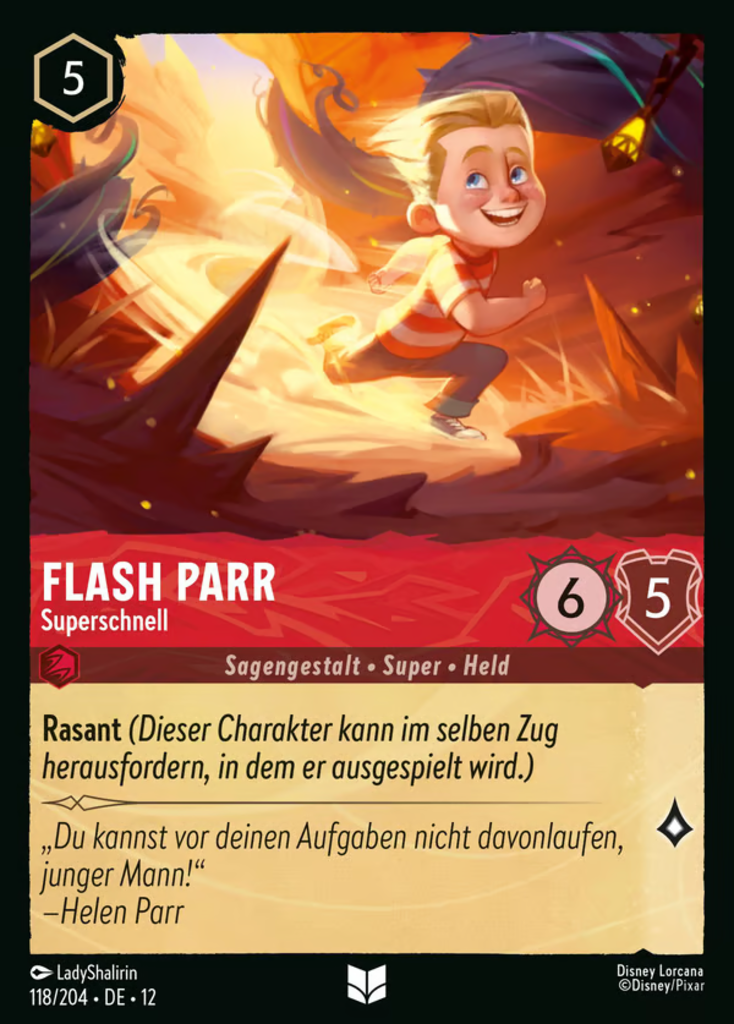 5
FLASH PARR
Superschnell
6
5
Sagengestalt • Super • Held
Rasant (Dieser Charakter kann im selben Zug
herausfordern, in dem er ausgespielt wird.)
„Du kannst vor deinen Aufgaben nicht davonlaufen,
junger Mann!“
—Helen Parr
LadyShalirin
118/204 • DE • 12
Disney Lorcana
©Disney/Pixar